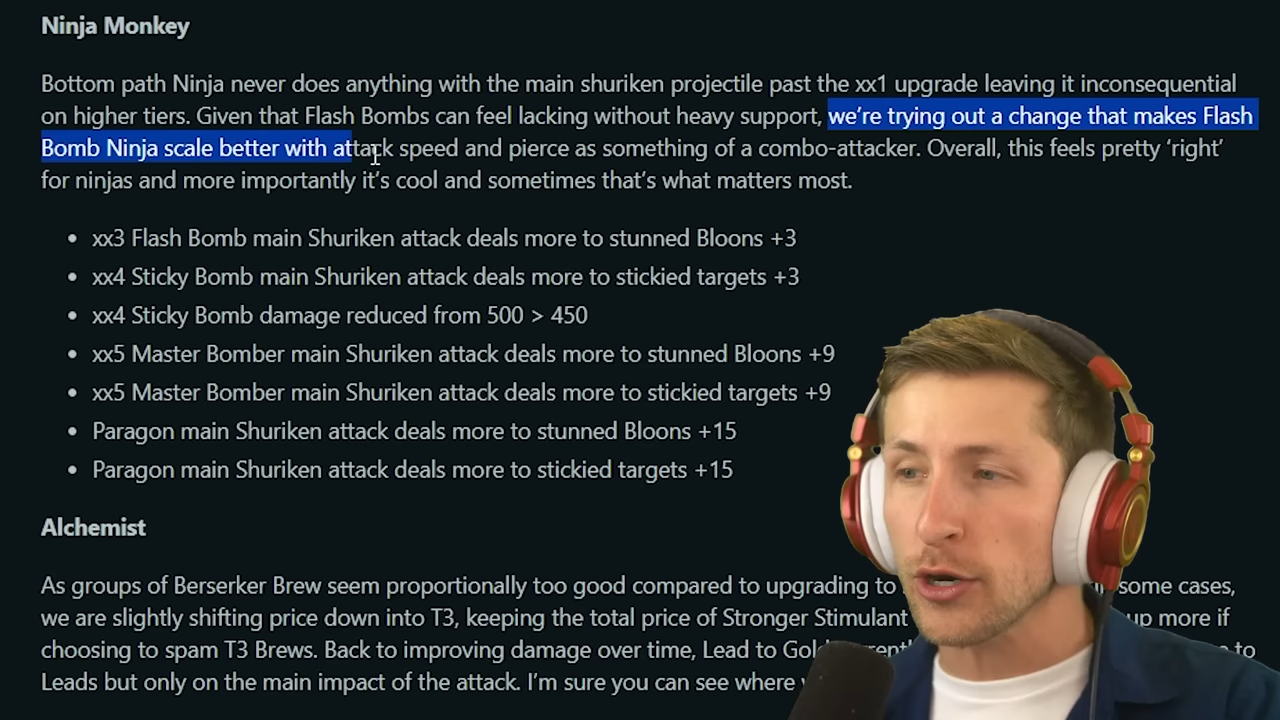 Ninja Monkey
Bottom path Ninja never does anything with the main shuriken projectile past the xx1 upgrade leaving it inconsequential
on higher tiers. Given that Flash Bombs can feel lacking without heavy support, we’re trying out a change that makes Flash
Bomb Ninja scale better with attack speed and pierce as something of a combo-attacker. Overall, this feels pretty ‘right’
for ninjas and more importantly it’s cool and sometimes that’s what matters most.
• xx3 Flash Bomb main Shuriken attack deals more to stunned Bloons +3
• xx4 Sticky Bomb main Shuriken attack deals more to stickied targets +3
• xx4 Sticky Bomb damage reduced from 500 > 450
• xx5 Master Bomber main Shuriken attack deals more to stunned Bloons +9
• xx5 Master Bomber main Shuriken attack deals more to stickied targets +9
• Paragon main Shuriken attack deals more to stunned Bloons +15
• Paragon main Shuriken attack deals more to stickied targets +15
Alchemist
As groups of Berserker Brew seem proportionally too good compared to upgrading to some cases,
we are slightly shifting price down into T3, keeping the total price of Stronger Stimulant up more if
choosing to spam T3 Brews. Back to improving damage over time, Lead to to
Leads but only on the main impact of the attack. I’m sure you can see where